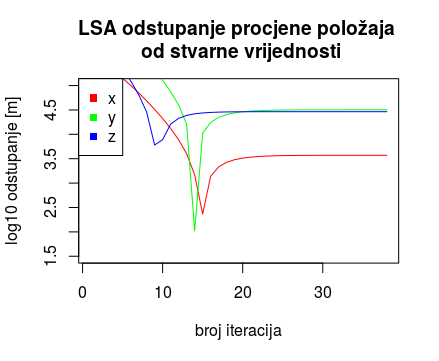 LSA odstupanje procjene položaja
od stvarne vrijednosti
log10 odstupanje [m]
4.5
3.5
2.5
1.5
x
y
z
0
10
20
30
broj iteracija